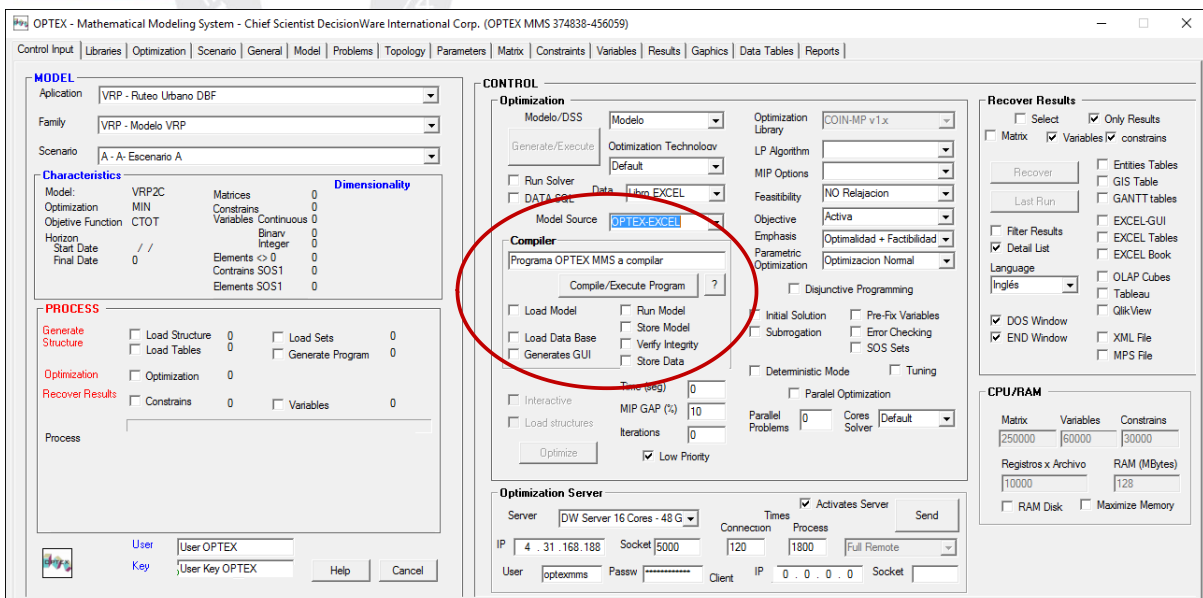 OPTEX - Mathematical Modeling System - Chief Scientist DecisionWare International Corp. (OPTEX MMS 374838-456059)
Control Input Libraries Optimization Scenario General Model Problems Topology Parameters Matrix Constraints Variables Results Gaphics Data Tables Reports
MODEL
Aplication VRP - Ruteo Urbano DBF
Family VRP - Modelo VRP
Scenario A - A- Escenario A
Characteristics
Dimensionality
Model: VRP2C
Optimization MIN
Objetive Function CTOT
Horizon
Start Date / /
Final Date 0
Matrices 0
Constrains 0
Variables Continuous 0
Binary 0
Integer 0
Elements <> 0 0
Contrains SOS1 0
Elements SOS1 0
PROCESS
Generate Structure
Load Structure 0 Load Sets 0
Load Tables 0 Generate Program 0
Optimization Optimization 0
Recover Results
Constrains 0 Variables 0
Process
User User OPTEX
Key User Key OPTEX
Help Cancel
CONTROL
Optimization
Modelo/DSS Modelo
Generate/Execute Optimization Technology
Default
Run Solver
DATA SQL Data Libro EXCEL
Model Source OPTEX-EXCEL
Compiler
Programa OPTEX MMS a compilar
Compile/Execute Program ?
Load Model Run Model
Store Model
Load Data Base Verify Integrity
Generates GUI Store Data
Interactive Time (seg) 0
Load structures MIP GAP (%) 10
Iterations 0
Optimize Low Priority
Optimization Library COIN-MP v1.x
LP Algorithm
MIP Options
Feasitibility NO Relajacion
Objective Activa
Emphasis Optimalidad + Factibilidad
Parametric Optimization Optimizacion Normal
Disjunctive Programming
Initial Solution Pre-Fix Variables
Subrogation Error Checking
SOS Sets
Deterministic Mode Tuning
Paralel Optimization
Parallel Problems 0 Cores Solver Default
Optimization Server
Server DW Server 16 Cores - 48 G
Activates Server
Times
Connection Process
Send
IP 4 . 31 .168.188 Socket 5000 120 1800 Full Remote
User optexmms Passw ************ Client IP 0 . 0 . 0 . 0 Socket
Recover Results
Select Only Results
Matrix Variables constrains
Recover
Last Run
Entities Tables
GIS Table
GANTT tables
Filter Results
Detail List
EXCEL-GUI
EXCEL Tables
EXCEL Book
Language
Inglés
OLAP Cubes
Tableau
QlikView
DOS Window
END Window
XML File
MPS File
CPU/RAM
Matrix Variables Constrains
250000 60000 30000
Registros x Archivo RAM (MBytes)
10000 128
RAM Disk Maximize Memory